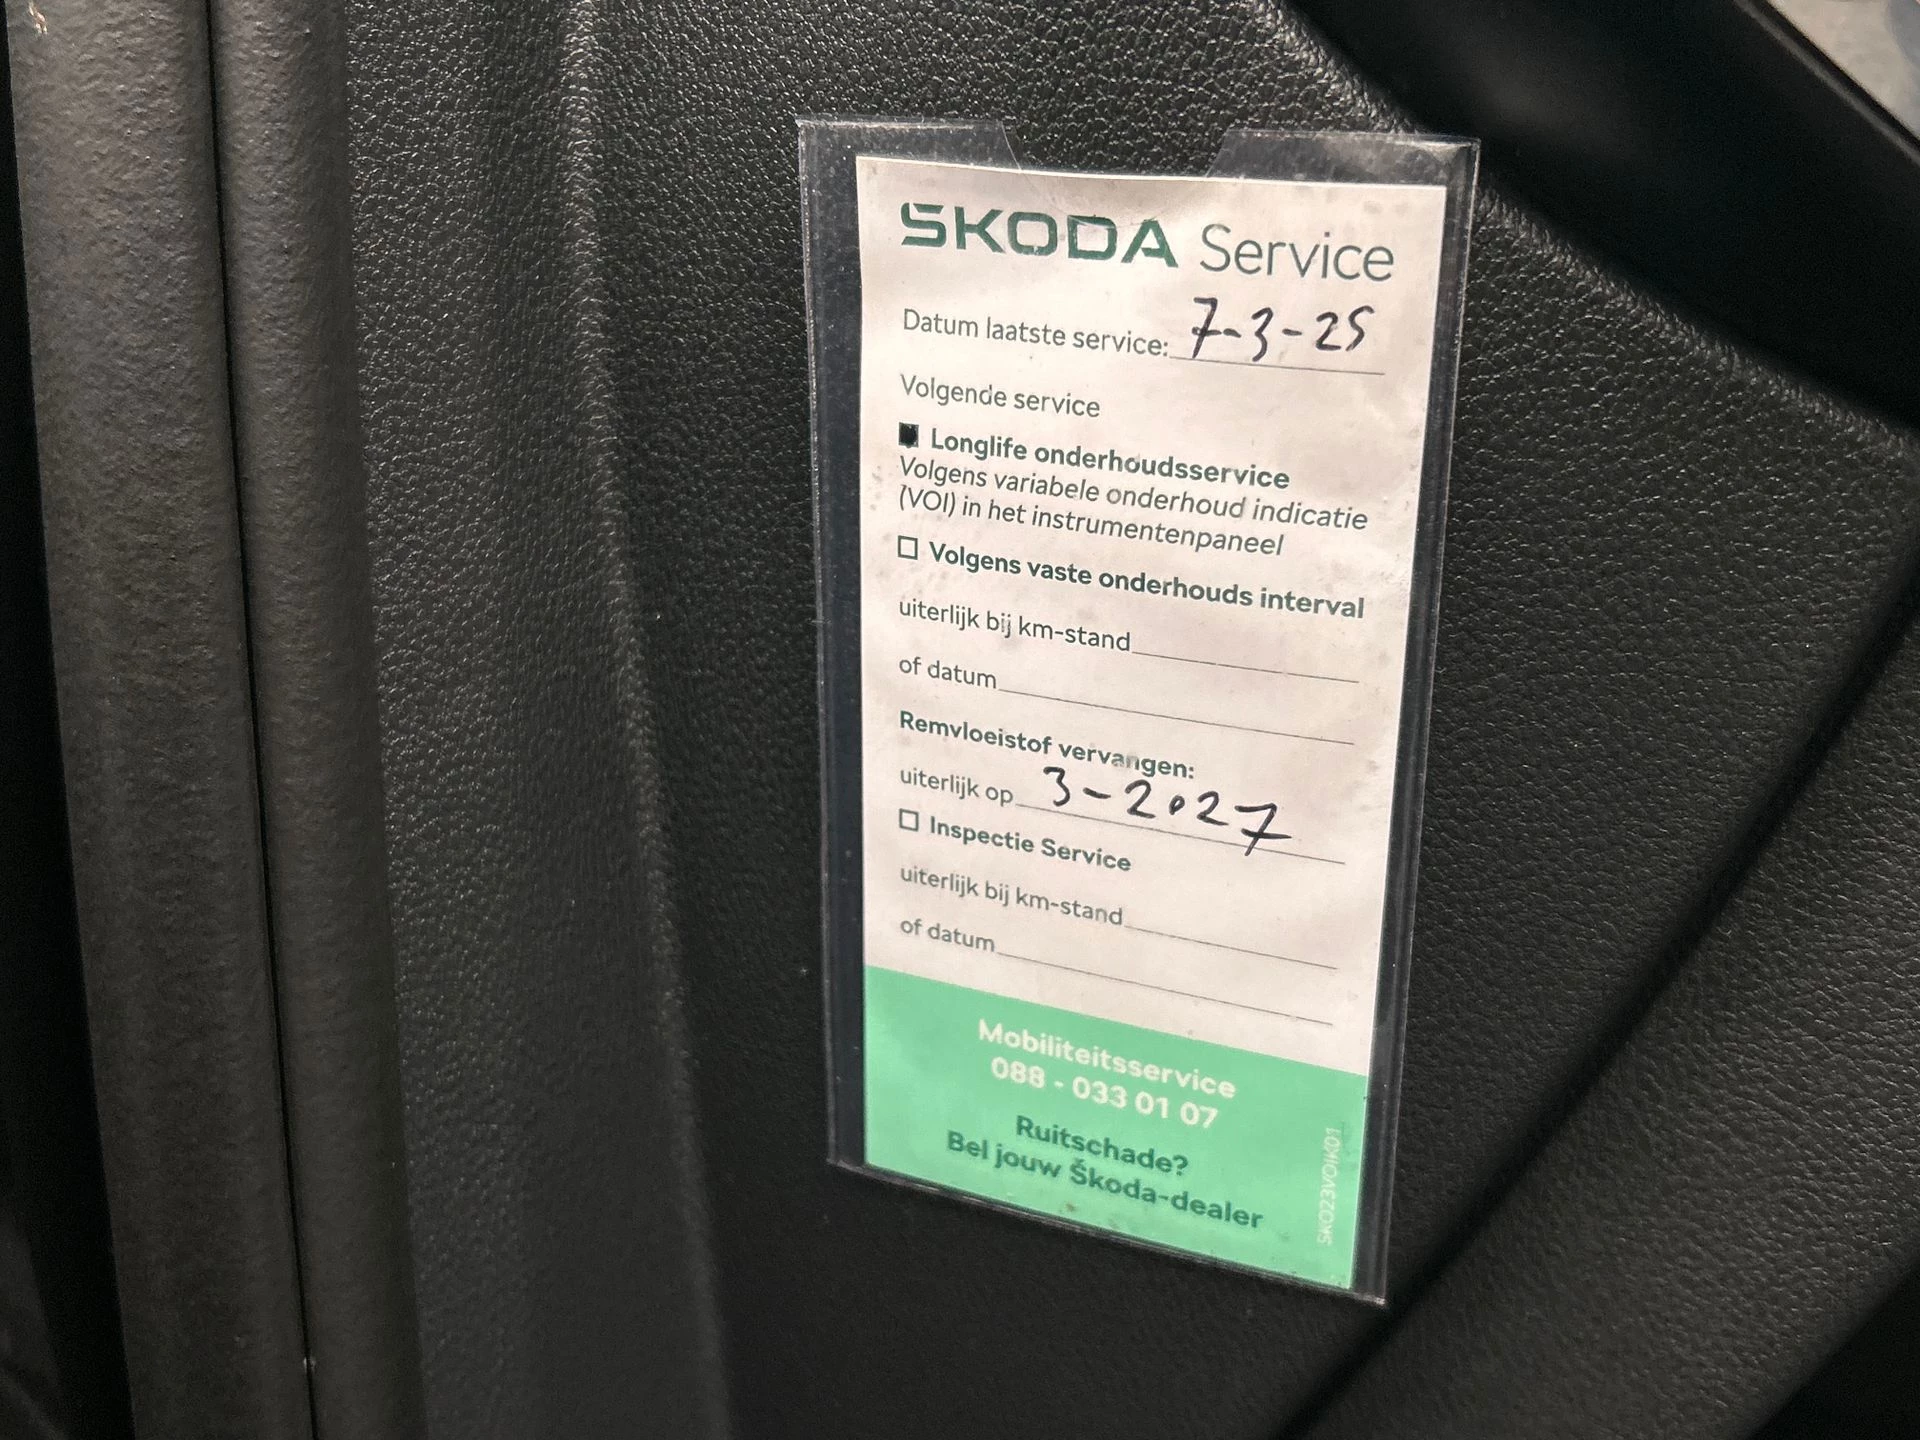 SKODA Service
Datum laatste service: 7-3-25
Volgende service
Longlife onderhoudsservice
Volgens variabele onderhoud indicatie
(VOI) in het instrumentenpaneel
Volgens vaste onderhouds interval
uiterlijk bij km-stand
of datum
Remvloeistof vervangen:
uiterlijk op 3-2027
Inspectie Service
uiterlijk bij km-stand
of datum
Mobiliteitsservice
088 - 033 01 07
Ruitschade?
Bel jouw Škoda-dealer
SKO23VOIK01